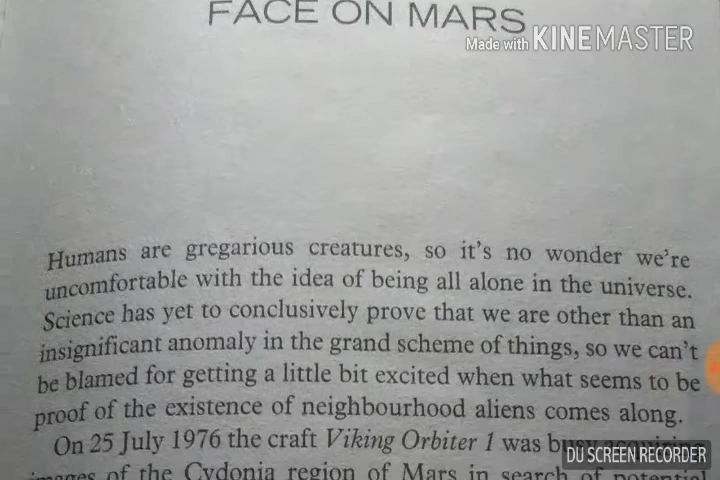 FACE ON MARS
Made with KINEMASTER
Humans are gregarious creatures, so it's no wonder we're
uncomfortable with the idea of being all alone in the universe.
Science has yet to conclusively prove that we are other than an
insignificant anomaly in the grand scheme of things, so we can't
be blamed for getting a little bit excited when what seems to be
proof of the existence of neighbourhood aliens comes along.
On 25 July 1976 the craft Viking Orbiter 1 was busy acquiring
DU SCREEN RECORDER
images of the Cydonia region of Mars in search of potential